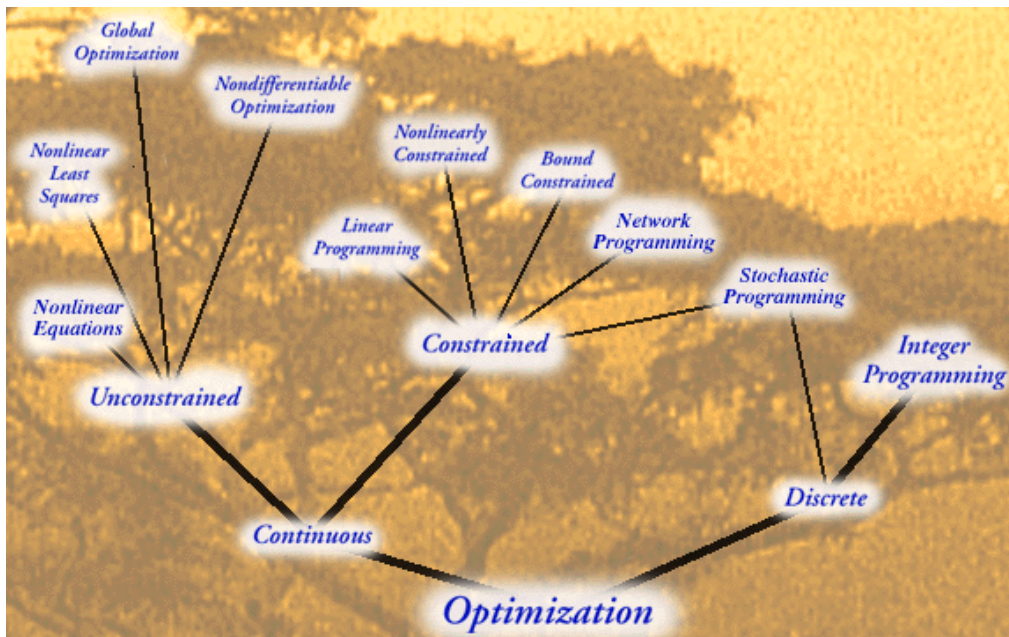 Global
Optimization
Nondifferentiable
Optimization
Nonlinearly
Constrained
Nonlinear
Least
Squares
Bound
Constrained
Linear
Programming
Network
Programming
Stochastic
Programming
Nonlinear
Equations
Constrained
Integer
Programming
Unconstrained
Discrete
Continuous
Optimization